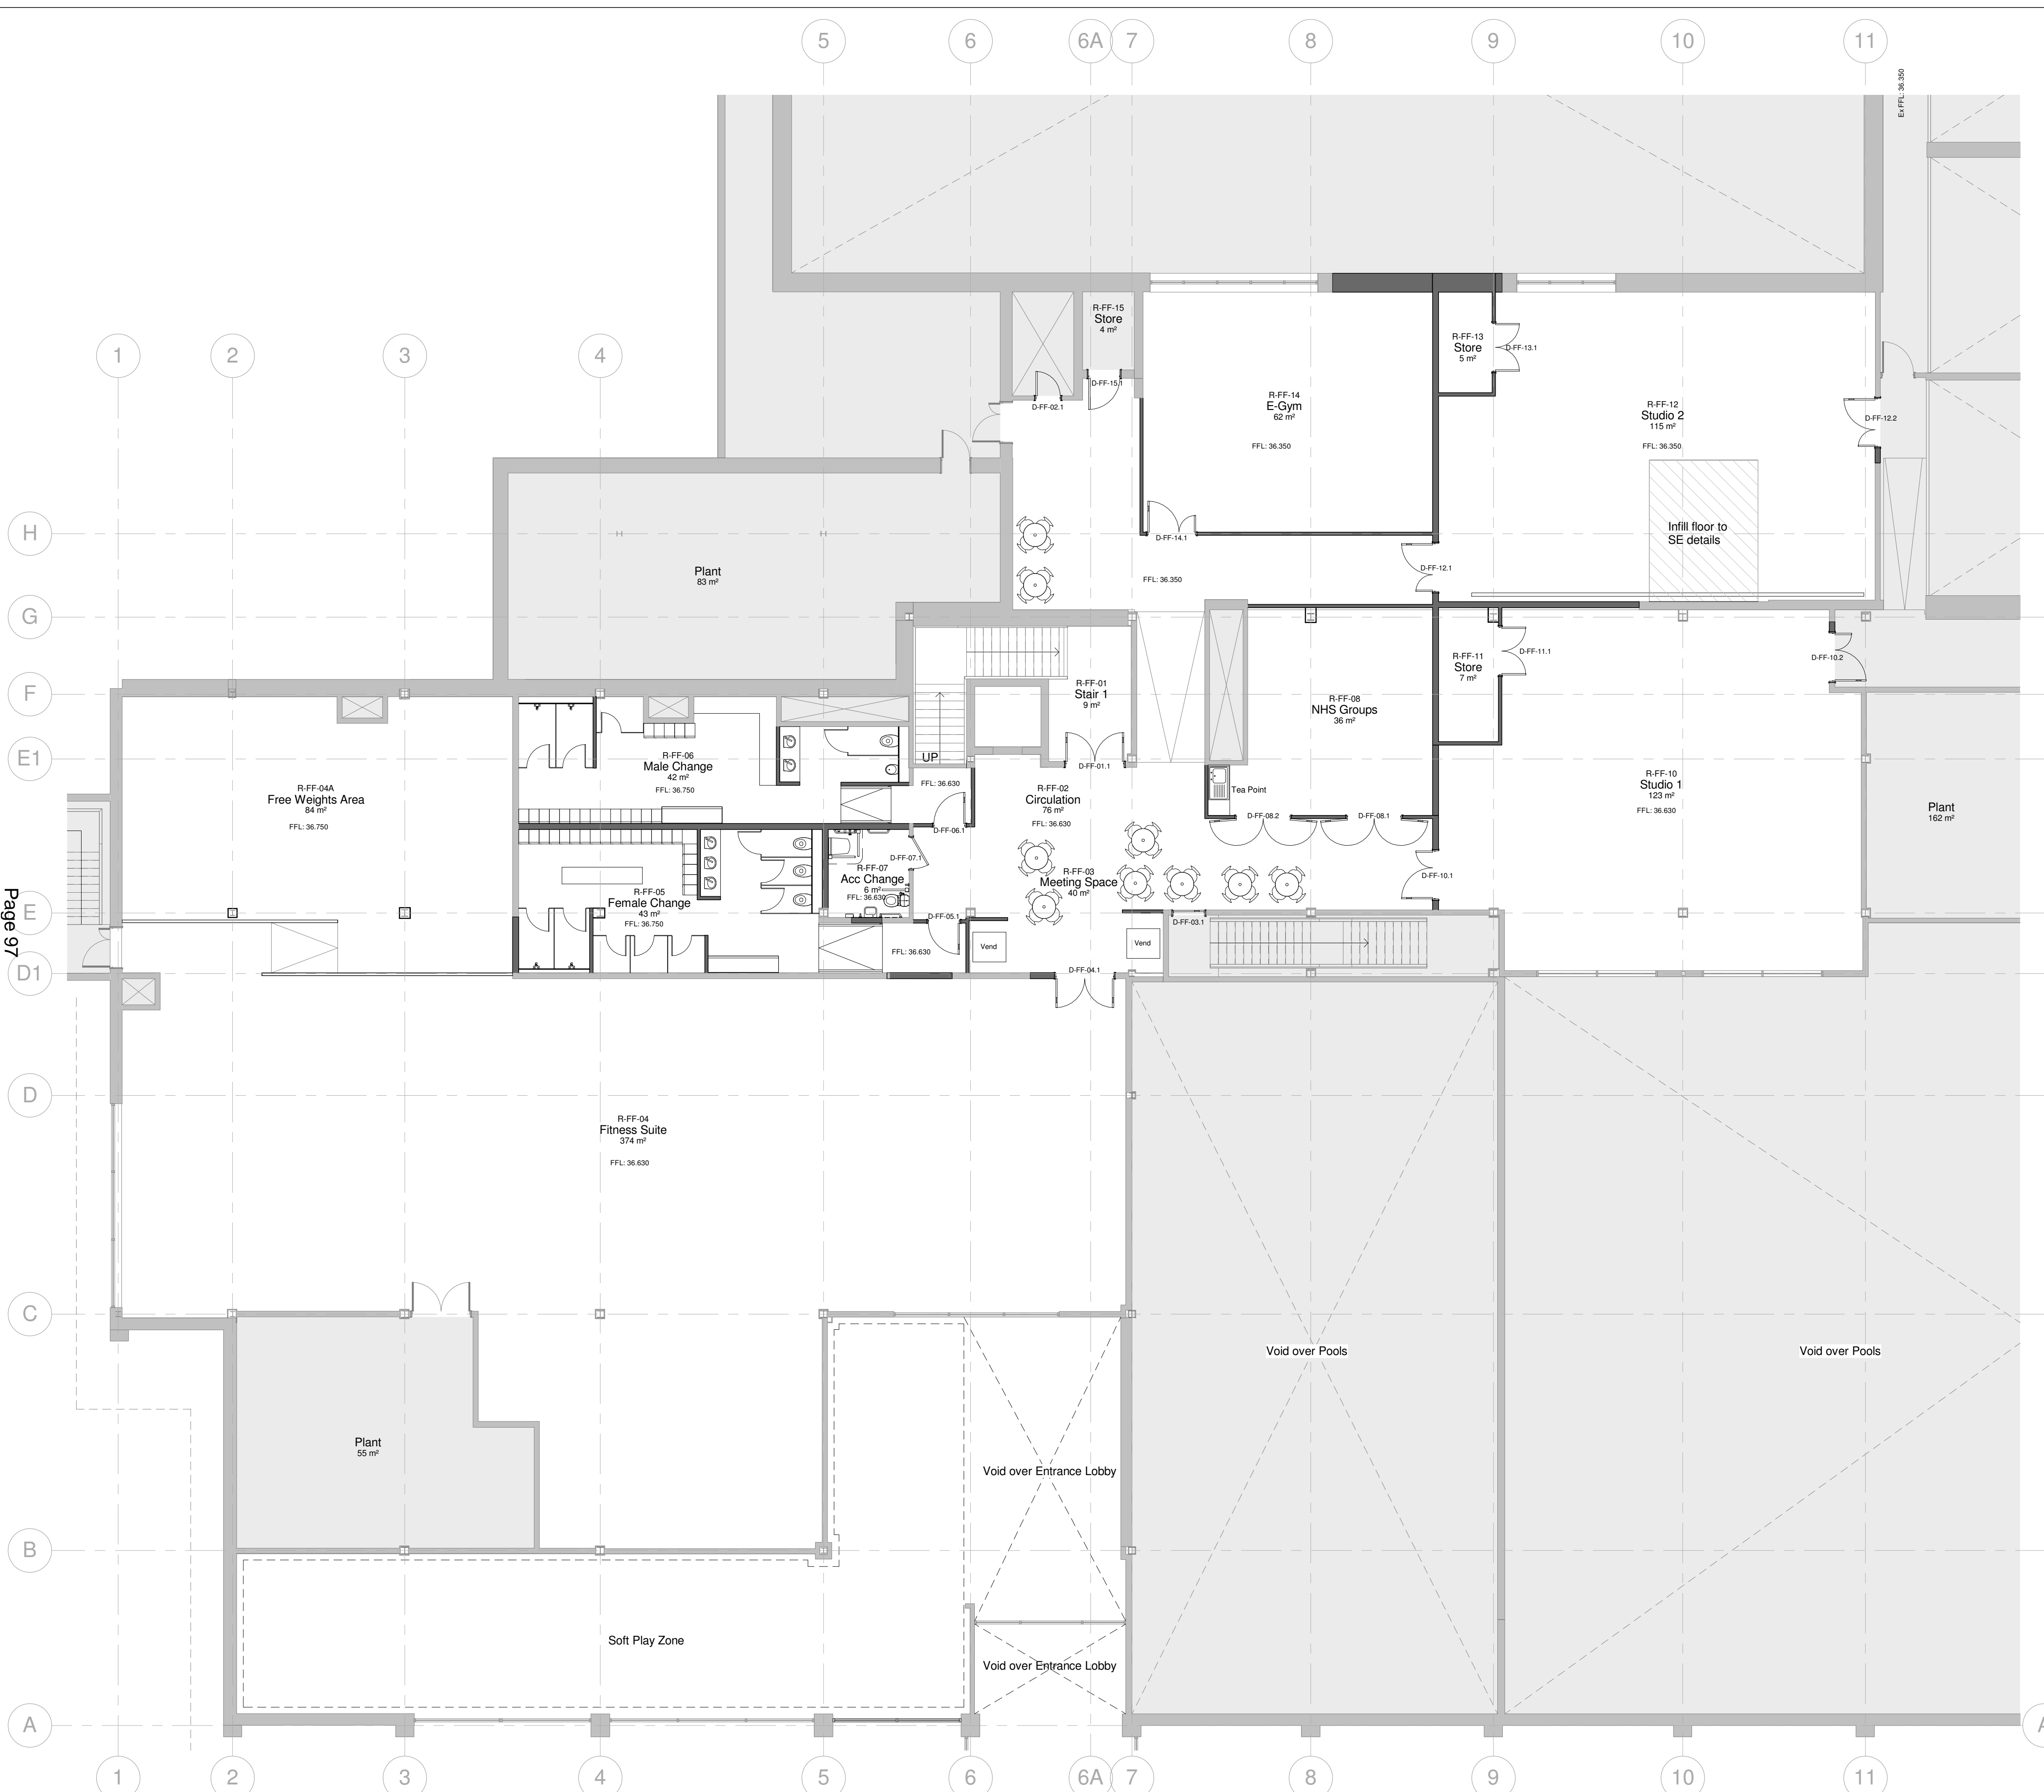 5
6
6A
7
8
9
10
11
Ex FFL: 36.350
1
2
3
4
R-FF-15
Store
4 m²
D-FF-15.1
D-FF-02.1
R-FF-13
Store
5 m²
D-FF-13.1
R-FF-14
E-Gym
62 m²
FFL: 36.350
R-FF-12
Studio 2
115 m²
FFL: 36.350
D-FF-12.2
H
Infill floor to
SE details
D-FF-14.1
Plant
83 m²
D-FF-12.1
FFL: 36.350
G
D-FF-11.1
D-FF-10.2
R-FF-11
Store
7 m²
F
R-FF-01
Stair 1
9 m²
R-FF-08
NHS Groups
36 m²
E1
UP
D-FF-01.1
R-FF-06
Male Change
42 m²
FFL: 36.750
FFL: 36.630
R-FF-04A
Free Weights Area
84 m²
FFL: 36.750
R-FF-02
Circulation
76 m²
FFL: 36.630
Tea Point
R-FF-10
Studio 1
123 m²
FFL: 36.630
Plant
162 m²
D-FF-08.2
D-FF-08.1
D-FF-06.1
D-FF-07.1
R-FF-07
Acc Change
6 m²
FFL: 36.630
R-FF-03
Meeting Space
40 m²
D-FF-10.1
R-FF-05
Female Change
43 m²
FFL: 36.750
E
D-FF-05.1
D-FF-03.1
Page 97
FFL: 36.630
Vend
Vend
D1
D-FF-04.1
D
R-FF-04
Fitness Suite
374 m²
FFL: 36.630
C
Void over Pools
Void over Pools
Plant
55 m²
Void over Entrance Lobby
B
Soft Play Zone
Void over Entrance Lobby
A
A
1
2
3
4
5
6
6A
7
8
9
10
11